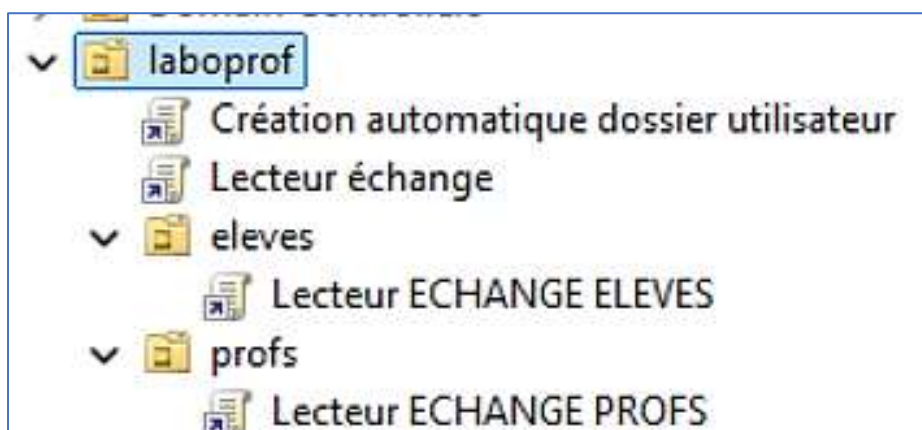 laboprof
Création automatique dossier utilisateur
Lecteur échange
eleves
Lecteur ECHANGE ELEVES
profs
Lecteur ECHANGE PROFS